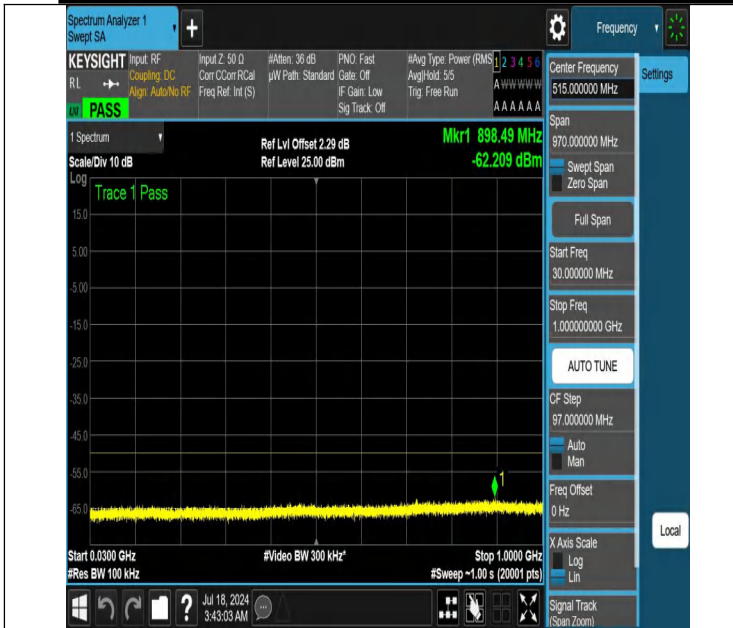 Spectrum Analyzer 1
Swept SA
+
Frequency
KEYSIGHT
RL
PASS
Input: RF
Coupling: DC
Align: Auto/No RF
Input Z: 50 Ω
Corr CCorr RCal
Freq Ref: Int (S)
#Atten: 36 dB
µW Path: Standard
PNO: Fast
Gate: Off
IF Gain: Low
Sig Track: Off
#Avg Type: Power (RMS
Avg|Hold: 5/5
Trig: Free Run
1 2 3 4 5 6
A W W W W W
A A A A A A
1 Spectrum
Scale/Div 10 dB
Ref Lvl Offset 2.29 dB
Ref Level 25.00 dBm
Mkr1 898.49 MHz
-62.209 dBm
Log
Trace 1 Pass
15.0
5.00
-5.00
-15.0
-25.0
-35.0
-45.0
-55.0
-65.0
1
Start 0.0300 GHz
#Res BW 100 kHz
#Video BW 300 kHz*
Stop 1.0000 GHz
#Sweep ~1.00 s (20001 pts)
?
Jul 18, 2024
3:43:03 AM
Center Frequency
515.000000 MHz
Span
970.000000 MHz
Swept Span
Zero Span
Full Span
Start Freq
30.000000 MHz
Stop Freq
1.000000000 GHz
AUTO TUNE
CF Step
97.000000 MHz
Auto
Man
Freq Offset
0 Hz
X Axis Scale
Log
Lin
Signal Track
(Span Zoom)
Settings
Local